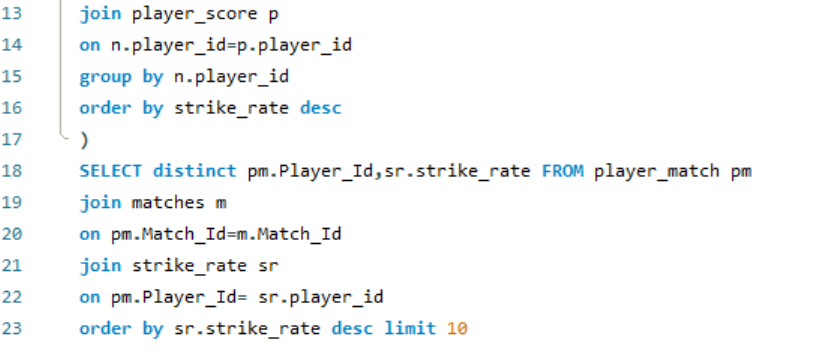 13 join player_score p
14 on n.player_id=p.player_id
15 group by n.player_id
16 order by strike_rate desc
17 )
18 SELECT distinct pm.Player_Id,sr.strike_rate FROM player_match pm
19 join matches m
20 on pm.Match_Id=m.Match_Id
21 join strike_rate sr
22 on pm.Player_Id= sr.player_id
23 order by sr.strike_rate desc limit 10